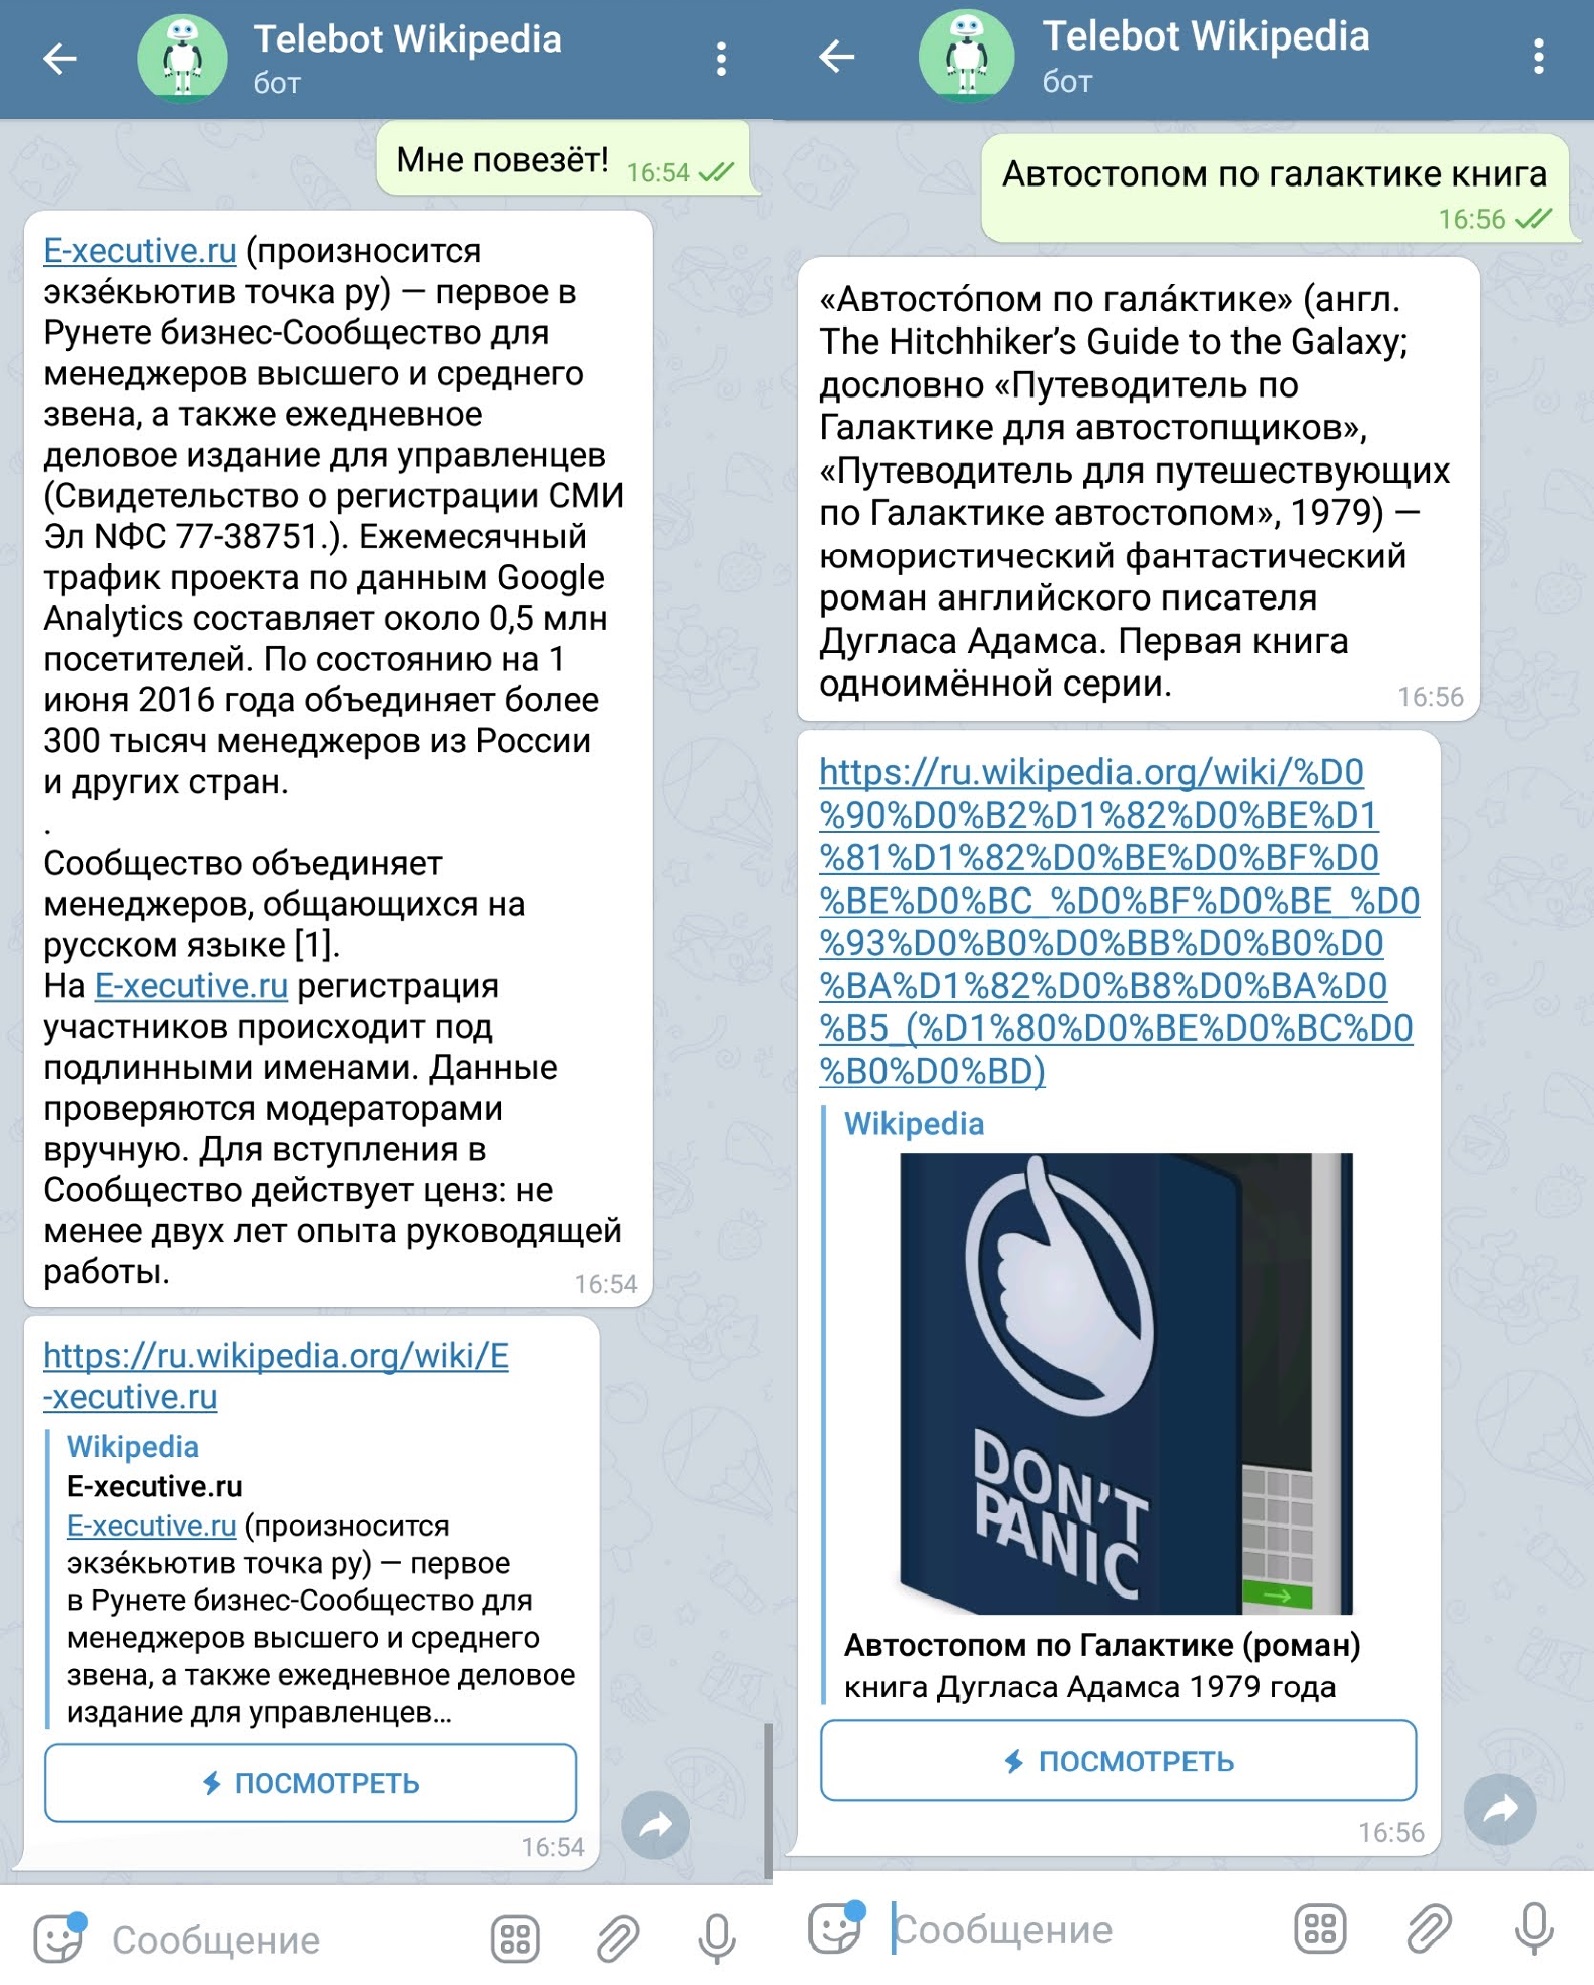 Telebot Wikipedia
бот
Мне повезёт!
16:54
E-xecutive.ru (произносится
экзе́кьютив точка ру) — первое в
Рунете бизнес-Сообщество для
менеджеров высшего и среднего
звена, а также ежедневное
деловое издание для управленцев
(Свидетельство о регистрации СМИ
Эл NФС 77-38751.). Ежемесячный
трафик проекта по данным Google
Analytics составляет около 0,5 млн
посетителей. По состоянию на 1
июня 2016 года объединяет более
300 тысяч менеджеров из России
и других стран.
.
Сообщество объединяет
менеджеров, общающихся на
русском языке [1].
На E-xecutive.ru регистрация
участников происходит под
подлинными именами. Данные
проверяются модераторами
вручную. Для вступления в
Сообщество действует ценз: не
менее двух лет опыта руководящей
работы.
16:54
https://ru.wikipedia.org/wiki/E
-xecutive.ru
Wikipedia
E-xecutive.ru
E-xecutive.ru (произносится
экзе́кьютив точка ру) — первое
в Рунете бизнес-Сообщество для
менеджеров высшего и среднего
звена, а также ежедневное деловое
издание для управленцев...
ПОСМОТРЕТЬ
16:54
Сообщение
Telebot Wikipedia
бот
Автостопом по галактике книга
16:56
«Автосто́пом по гала́ктике» (англ.
The Hitchhiker’s Guide to the Galaxy;
дословно «Путеводитель по
Галактике для автостопщиков»,
«Путеводитель для путешествующих
по Галактике автостопом», 1979) —
юмористический фантастический
роман английского писателя
Дугласа Адамса. Первая книга
одноимённой серии.
16:56
https://ru.wikipedia.org/wiki/%D0
%90%D0%B2%D1%82%D0%BE%D1
%81%D1%82%D0%BE%D0%BF%D0
%BE%D0%BC_%D0%BF%D0%BE_%D0
%93%D0%B0%D0%BB%D0%B0%D0
%BA%D1%82%D0%B8%D0%BA%D0
%B5_(%D1%80%D0%BE%D0%BC%D0
%B0%D0%BD)
Wikipedia
DON'T
PANIC
Автостопом по Галактике (роман)
книга Дугласа Адамса 1979 года
ПОСМОТРЕТЬ
16:56
Сообщение